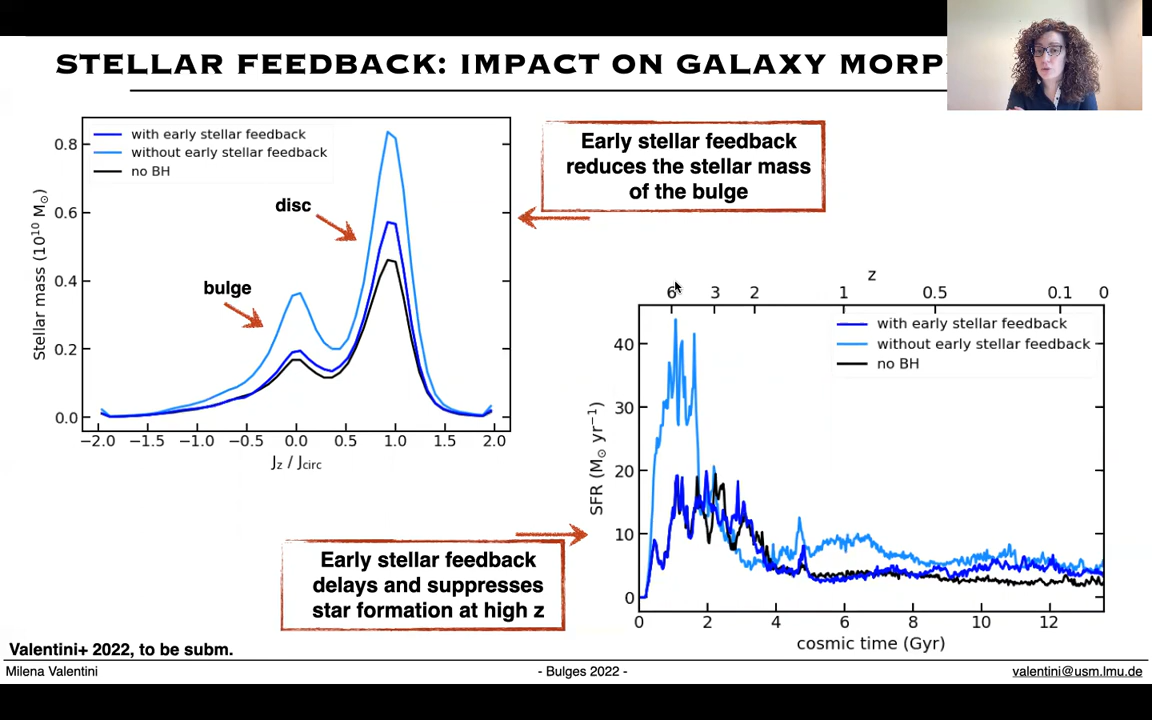 STELLAR FEEDBACK: IMPACT ON GALAXY MORP
with early stellar feedback
without early stellar feedback
no BH
disc
bulge
Stellar mass (10¹⁰ M⊙)
0.8
0.6
0.4
0.2
0.0
−2.0 −1.5 −1.0 −0.5 0.0 0.5 1.0 1.5 2.0
Jz / Jcirc
Early stellar feedback
reduces the stellar mass
of the bulge
z
6 3 2 1 0.5 0.1 0
with early stellar feedback
without early stellar feedback
no BH
SFR (M⊙ yr⁻¹)
40
30
20
10
0
0 2 4 6 8 10 12
cosmic time (Gyr)
Early stellar feedback
delays and suppresses
star formation at high z
Valentini+ 2022, to be subm.
Milena Valentini - Bulges 2022 - valentini@usm.lmu.de